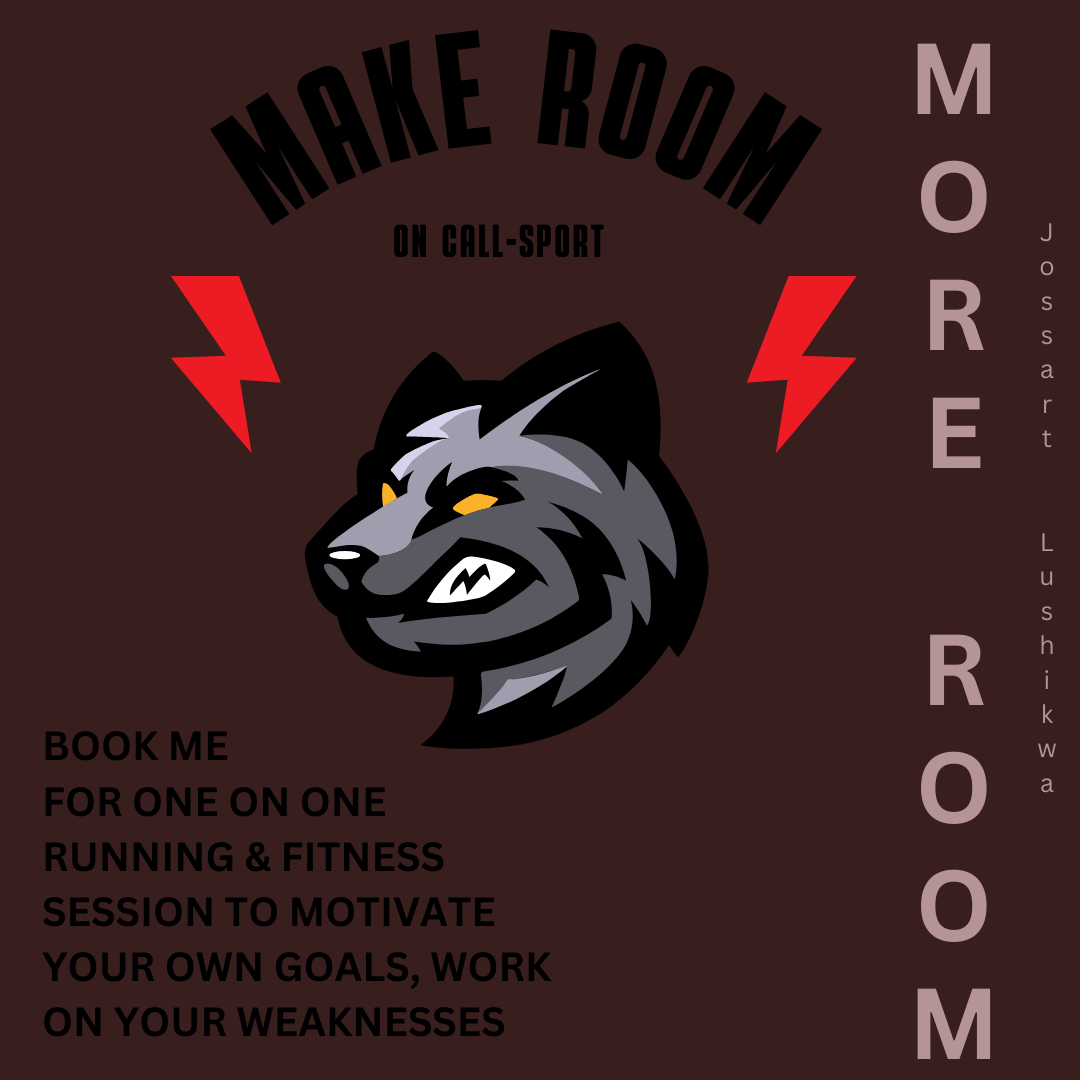 MAKE ROOM
ON CALL-SPORT
BOOK ME
FOR ONE ON ONE
RUNNING & FITNESS
SESSION TO MOTIVATE
YOUR OWN GOALS, WORK
ON YOUR WEAKNESSES
MORE ROOM
Jossart Lushikwa